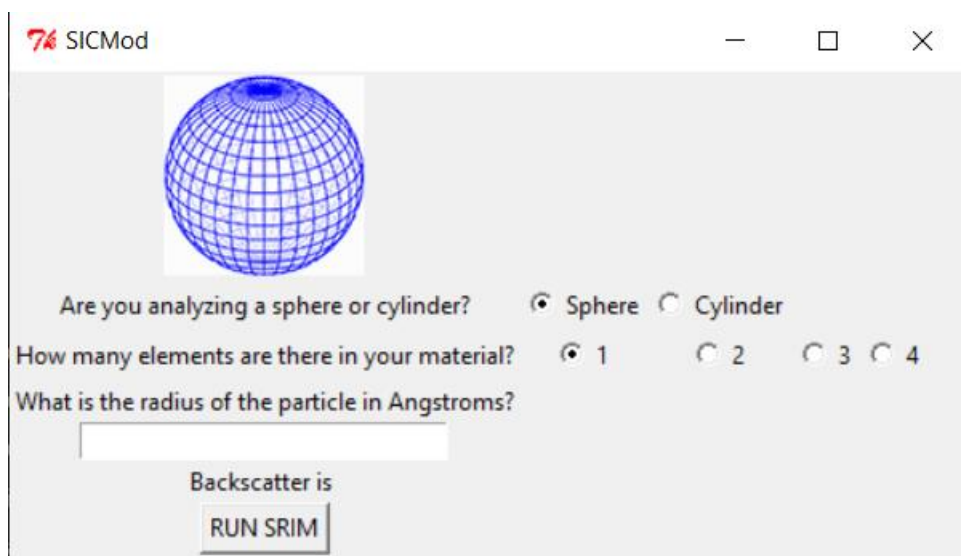 SICMod
Are you analyzing a sphere or cylinder? Sphere Cylinder
How many elements are there in your material? 1 2 3 4
What is the radius of the particle in Angstroms?
Backscatter is
RUN SRIM